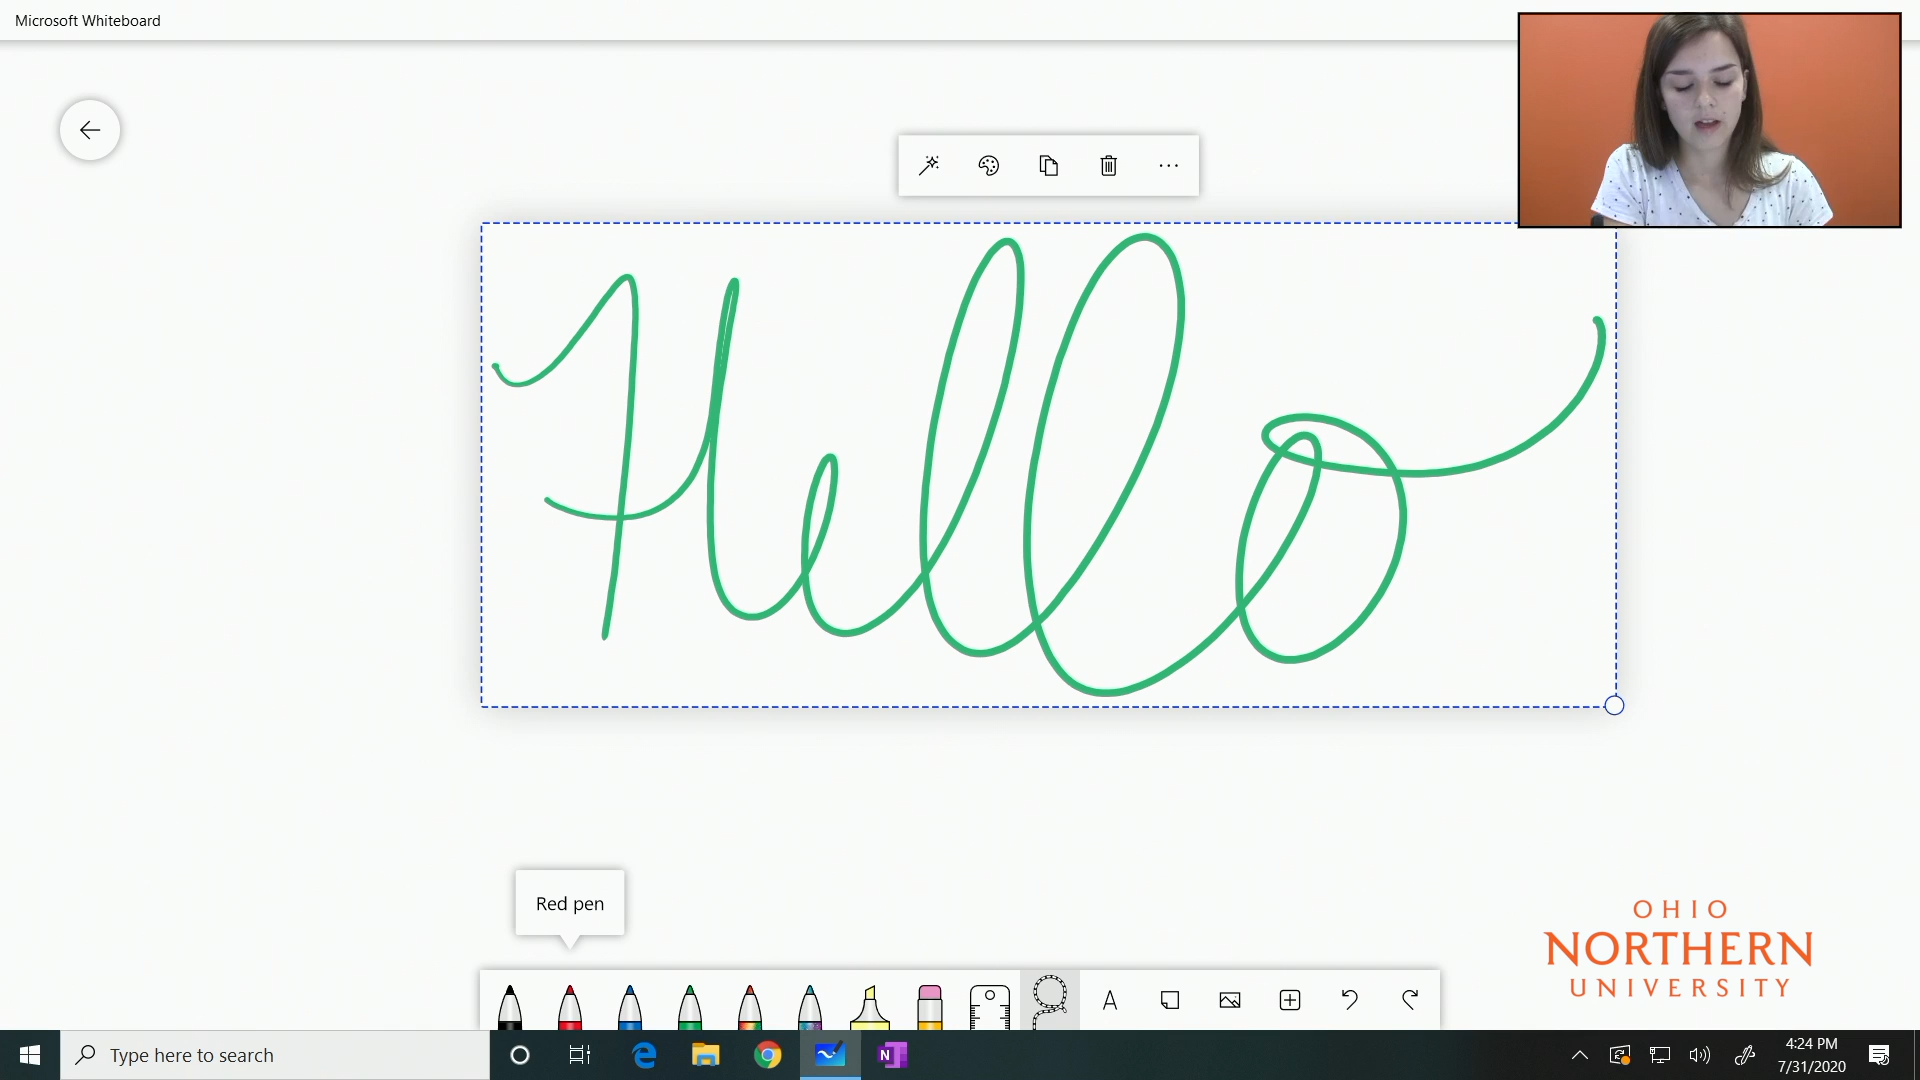 Microsoft Whiteboard
Hello
Red pen
OHIO
NORTHERN
UNIVERSITY
A
Type here to search
N
4:24 PM
7/31/2020